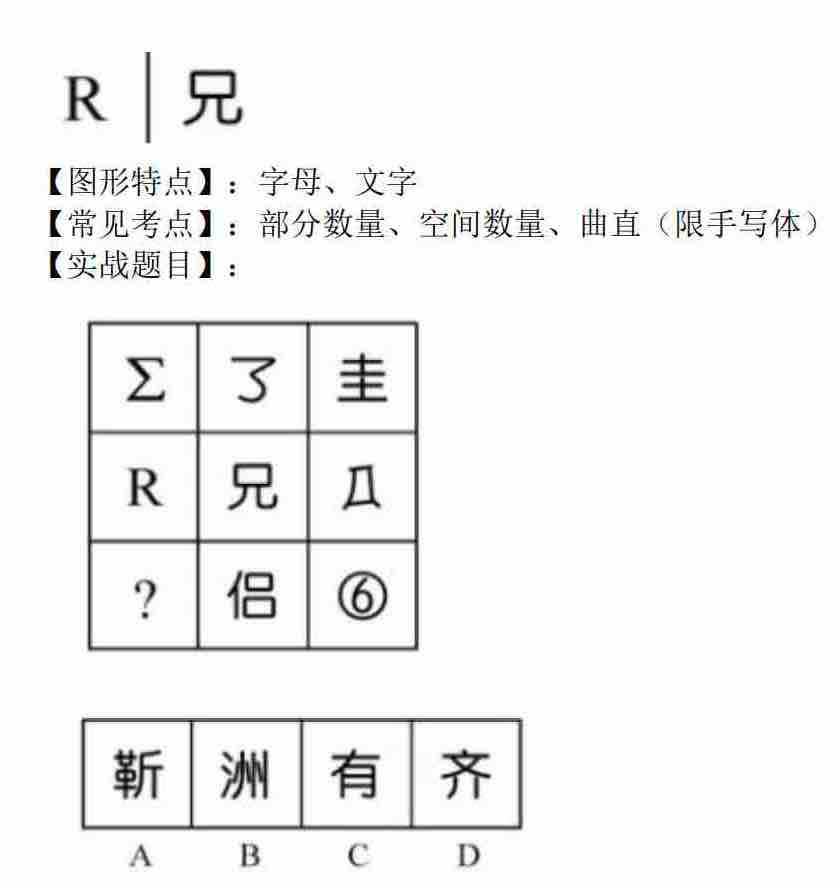 R 兄
【图形特点】：字母、文字
【常见考点】：部分数量、空间数量、曲直（限手写体）
【实战题目】：
Σ 了 圭
R 兄
? 侣 ⑥
靳 洲 有 齐
A B C D